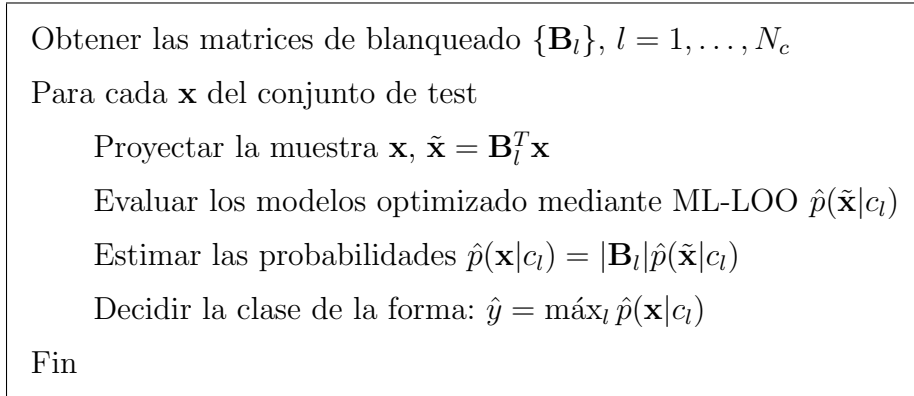 Obtener las matrices de blanqueado {𝐁_l}, l = 1, . . . , N_c
Para cada 𝐱 del conjunto de test
Proyectar la muestra 𝐱, 𝐱̃ = 𝐁_l^T 𝐱
Evaluar los modelos optimizado mediante ML-LOO p̂(𝐱̃|c_l)
Estimar las probabilidades p̂(𝐱|c_l) = |𝐁_l|p̂(𝐱̃|c_l)
Decidir la clase de la forma: ŷ = máx_l p̂(𝐱|c_l)
Fin